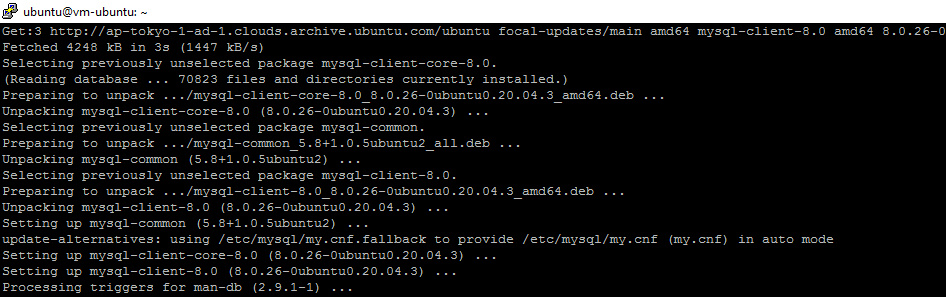 ubuntu@vm-ubuntu: ~
Get:3 http://ap-tokyo-1-ad-1.clouds.archive.ubuntu.com/ubuntu focal-updates/main amd64 mysql-client-8.0 amd64 8.0.26-0
Fetched 4248 kB in 3s (1447 kB/s)
Selecting previously unselected package mysql-client-core-8.0.
(Reading database ... 70823 files and directories currently installed.)
Preparing to unpack .../mysql-client-core-8.0_8.0.26-0ubuntu0.20.04.3_amd64.deb ...
Unpacking mysql-client-core-8.0 (8.0.26-0ubuntu0.20.04.3) ...
Selecting previously unselected package mysql-common.
Preparing to unpack .../mysql-common_5.8+1.0.5ubuntu2_all.deb ...
Unpacking mysql-common (5.8+1.0.5ubuntu2) ...
Selecting previously unselected package mysql-client-8.0.
Preparing to unpack .../mysql-client-8.0_8.0.26-0ubuntu0.20.04.3_amd64.deb ...
Unpacking mysql-client-8.0 (8.0.26-0ubuntu0.20.04.3) ...
Setting up mysql-common (5.8+1.0.5ubuntu2) ...
update-alternatives: using /etc/mysql/my.cnf.fallback to provide /etc/mysql/my.cnf (my.cnf) in auto mode
Setting up mysql-client-core-8.0 (8.0.26-0ubuntu0.20.04.3) ...
Setting up mysql-client-8.0 (8.0.26-0ubuntu0.20.04.3) ...
Processing triggers for man-db (2.9.1-1) ...